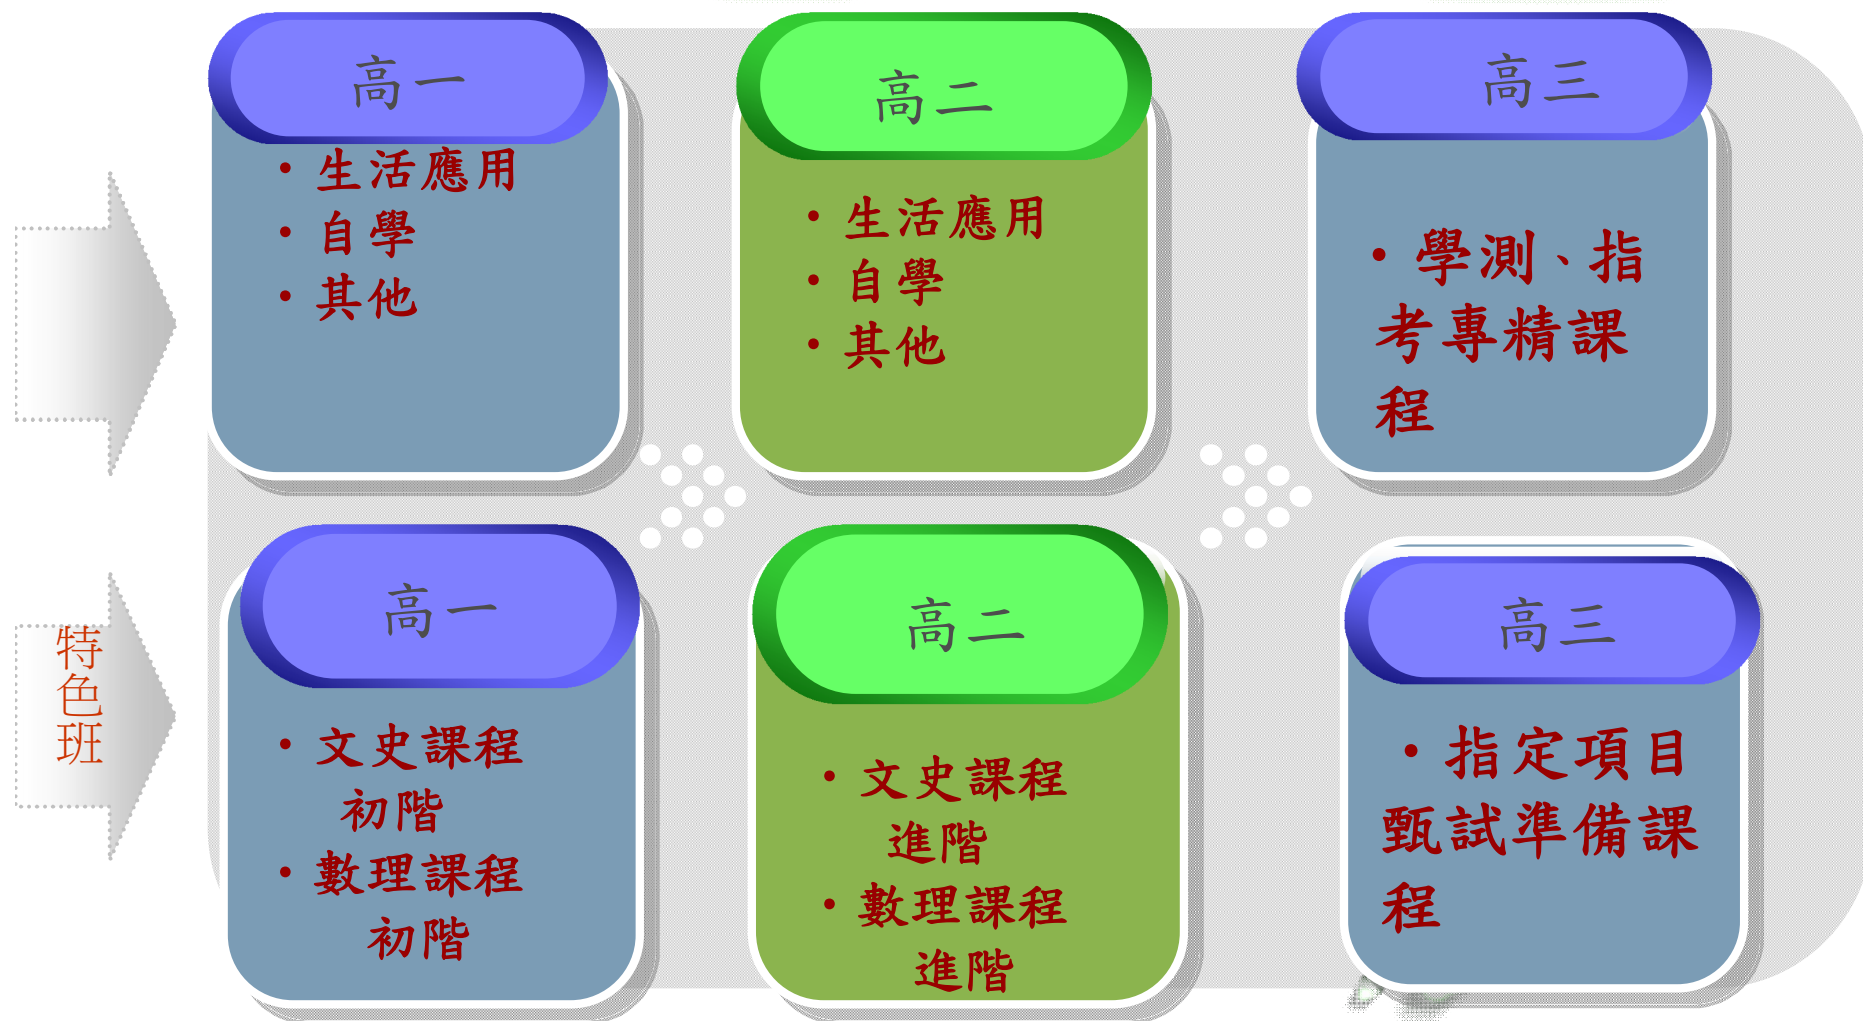 高一
• 生活應用
• 自學
• 其他
高二
• 生活應用
• 自學
• 其他
高三
• 學測、指
考專精課
程
特色班
高一
• 文史課程
初階
• 數理課程
初階
高二
• 文史課程
進階
• 數理課程
進階
高三
• 指定項目
甄試準備課
程